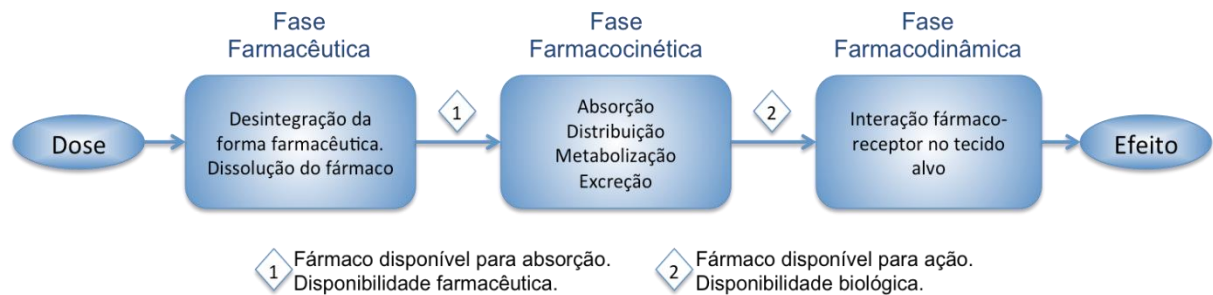 Fase
Farmacêutica
Fase
Farmacocinética
Fase
Farmacodinâmica
Dose
Desintegração da
forma farmacêutica.
Dissolução do fármaco
1
Absorção
Distribuição
Metabolização
Excreção
2
Interação fármaco-
receptor no tecido
alvo
Efeito
1
Fármaco disponível para absorção.
Disponibilidade farmacêutica.
2
Fármaco disponível para ação.
Disponibilidade biológica.